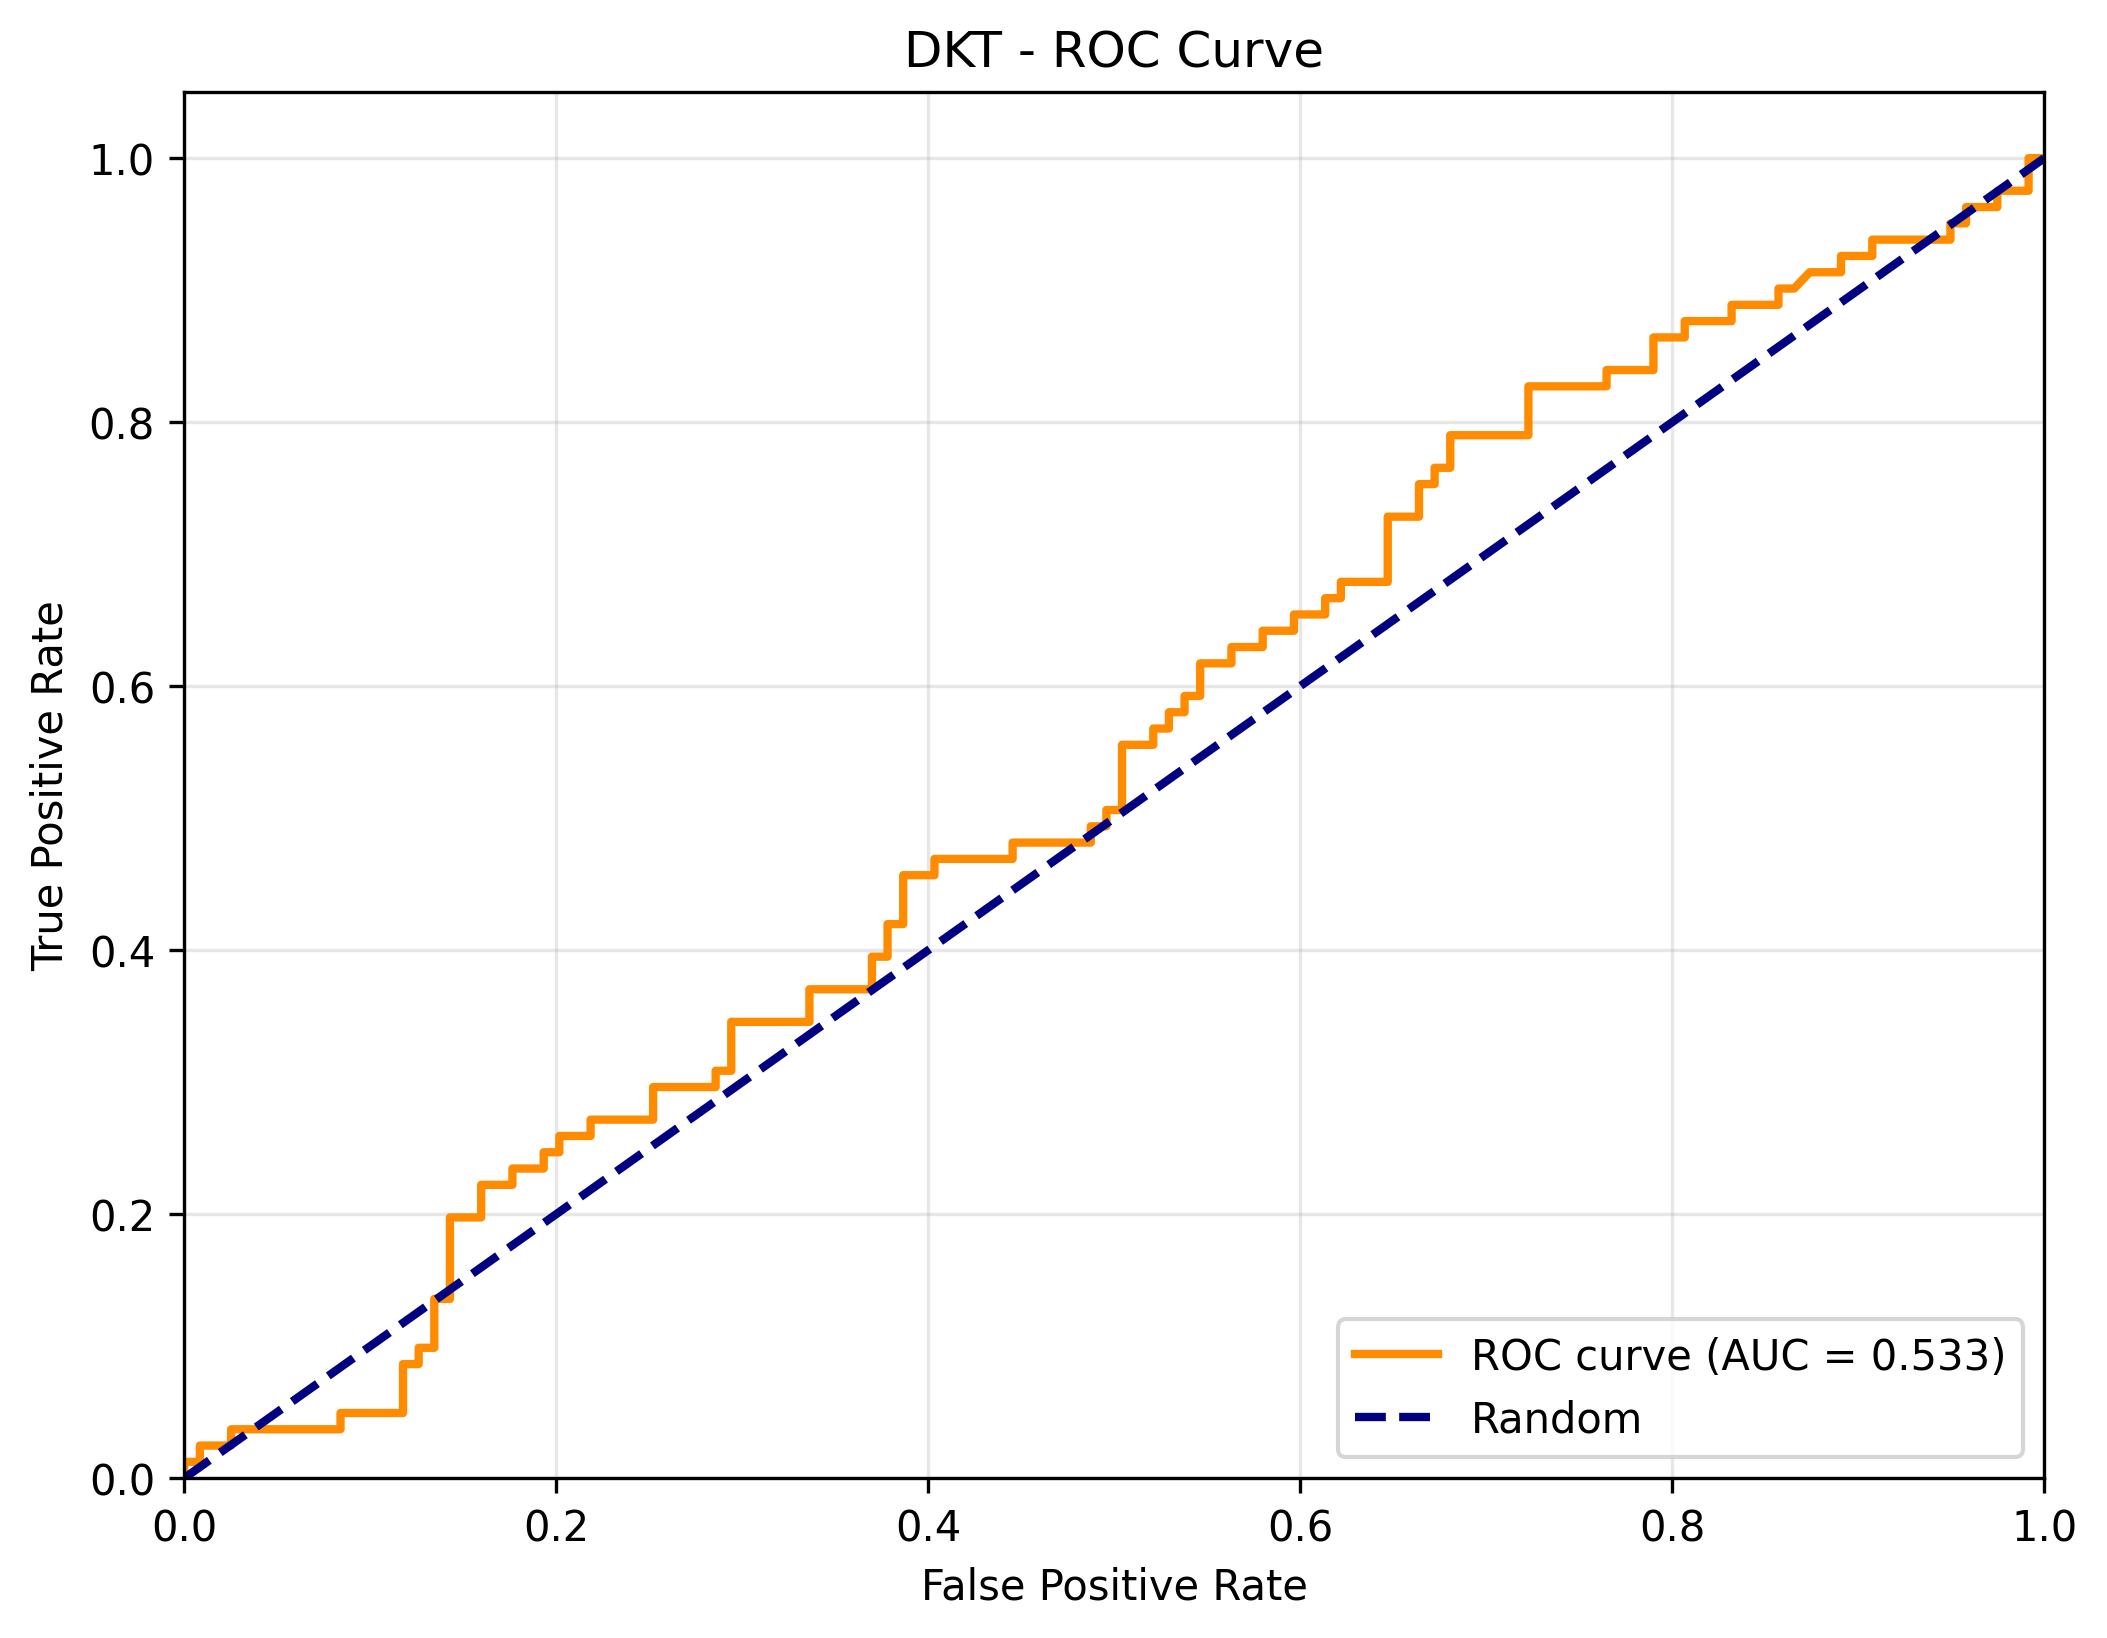 DKT - ROC Curve
True Positive Rate
1.0
0.8
0.6
0.4
0.2
0.0
0.0 0.2 0.4 0.6 0.8 1.0
False Positive Rate
ROC curve (AUC = 0.533)
Random